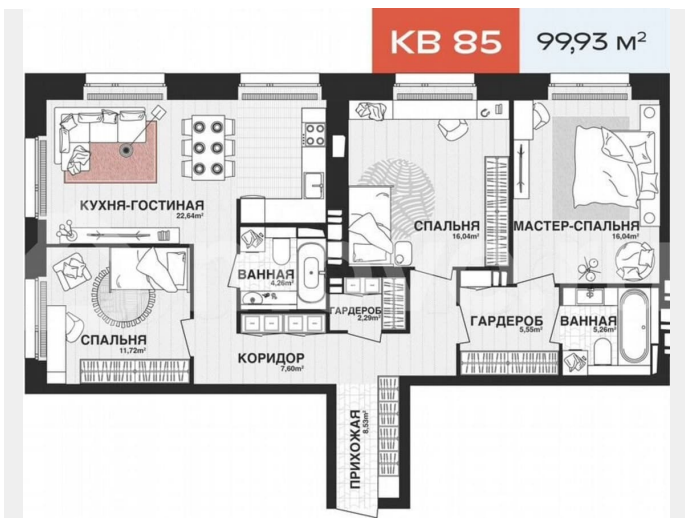 КВ 85
99,93 м²
КУХНЯ-ГОСТИНАЯ
22,64м²
СПАЛЬНЯ
16,04м²
МАСТЕР-СПАЛЬНЯ
16,04м²
ВАННАЯ
4,26м²
СПАЛЬНЯ
11,72м²
ГАРДЕРОБ
2,29м²
ГАРДЕРОБ
5,55м²
ВАННАЯ
5,26м²
КОРИДОР
7,60м²
ПРИХОЖАЯ
8,53м²